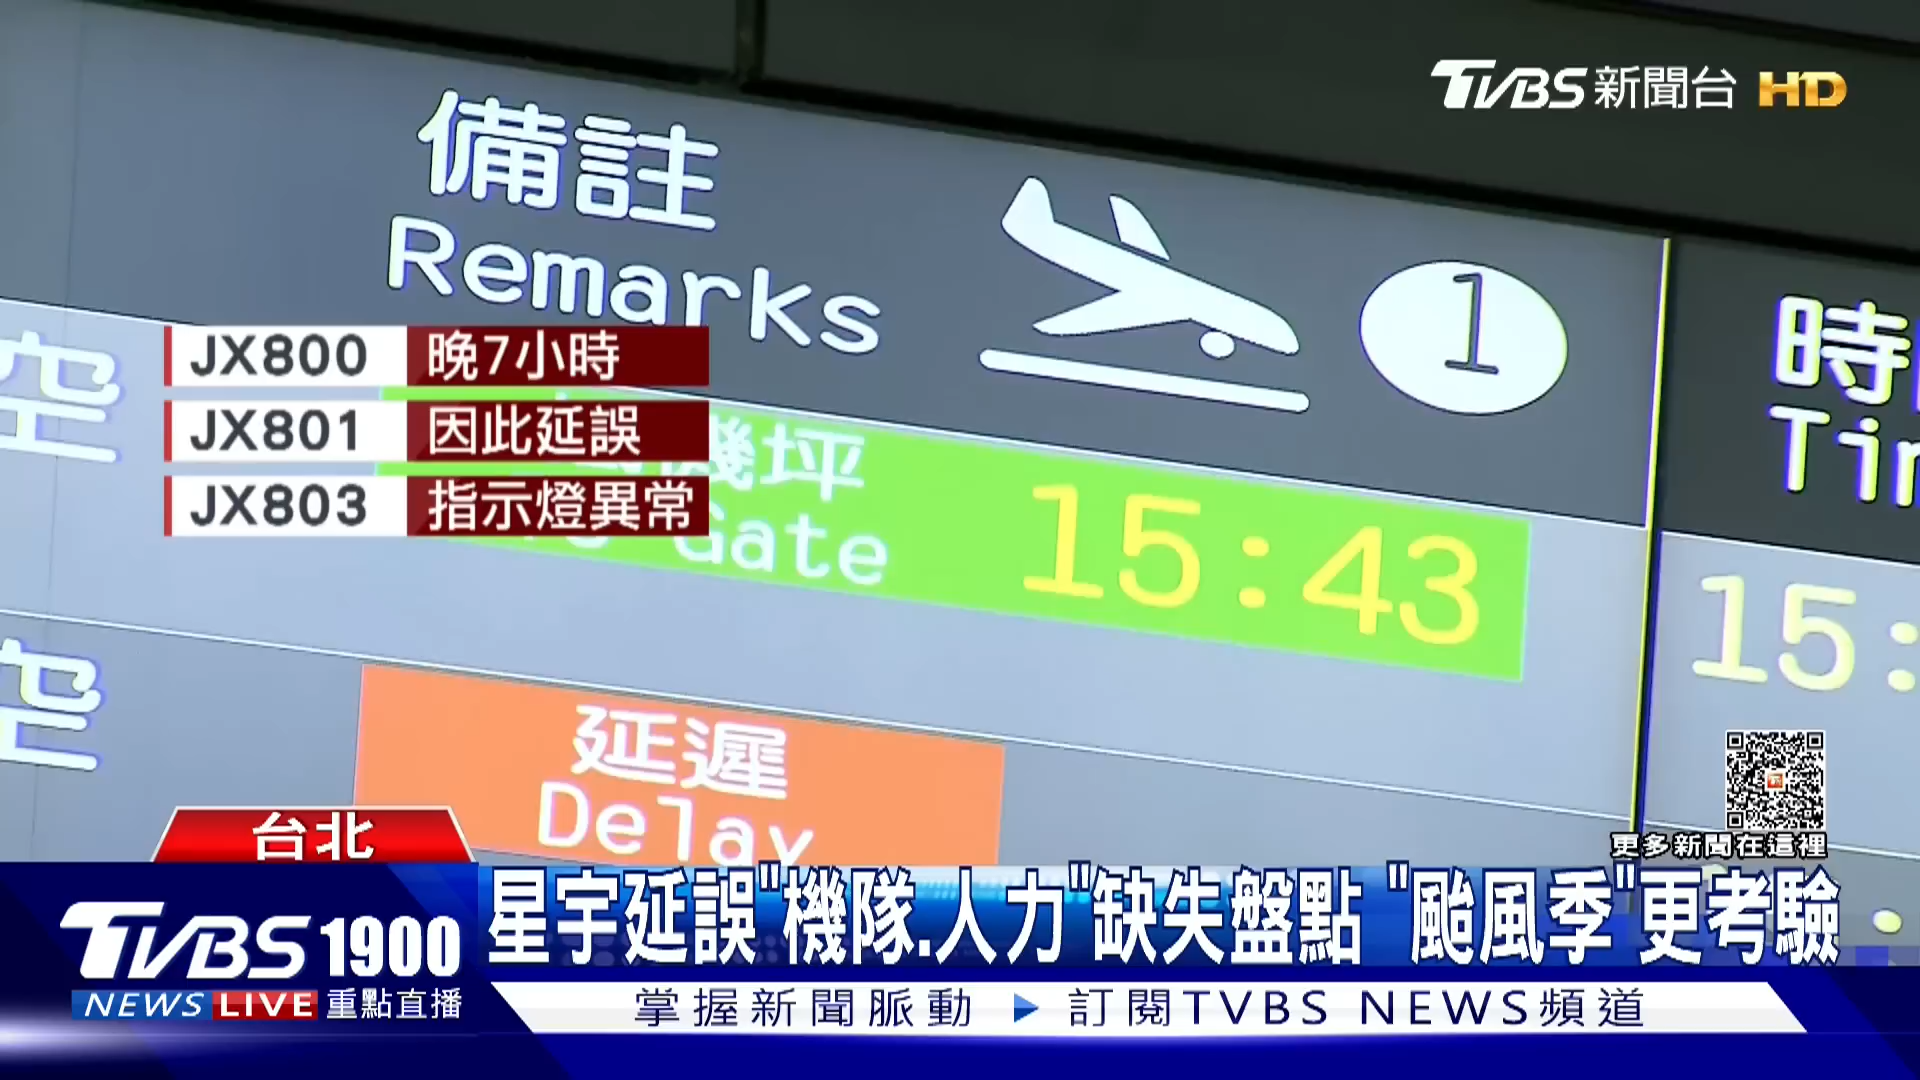 TVBS新聞台 HD
備註
Remarks
1
時
JX800 晚7小時
JX801 因此延誤
JX803 指示燈異常
空
機坪
Gate
15:43
15:
延遲
Delay
更多新聞在這裡
台北
星宇延誤"機隊.人力"缺失盤點 "颱風季"更考驗
TVBS 1900
NEWS LIVE 重點直播
掌握新聞脈動 ▶ 訂閱TVBS NEWS頻道